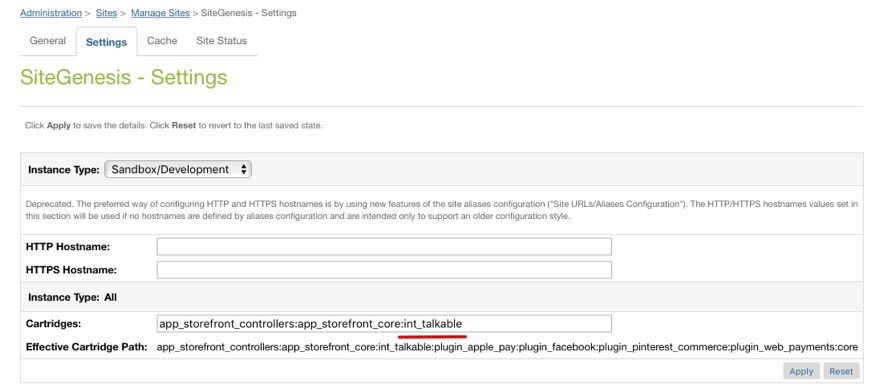 Administration > Sites > Manage Sites > SiteGenesis - Settings
General Settings Cache Site Status
SiteGenesis - Settings
Click Apply to save the details. Click Reset to revert to the last saved state.
Instance Type: Sandbox/Development
Deprecated. The preferred way of configuring HTTP and HTTPS hostnames is by using new features of the site aliases configuration ("Site URLs/Aliases Configuration"). The HTTP/HTTPS hostnames values set in
this section will be used if no hostnames are defined by aliases configuration and are intended only to support an older configuration style.
HTTP Hostname:
HTTPS Hostname:
Instance Type: All
Cartridges: app_storefront_controllers:app_storefront_core:int_talkable
Effective Cartridge Path: app_storefront_controllers:app_storefront_core:int_talkable:plugin_apple_pay:plugin_facebook:plugin_pinterest_commerce:plugin_web_payments:core
Apply Reset